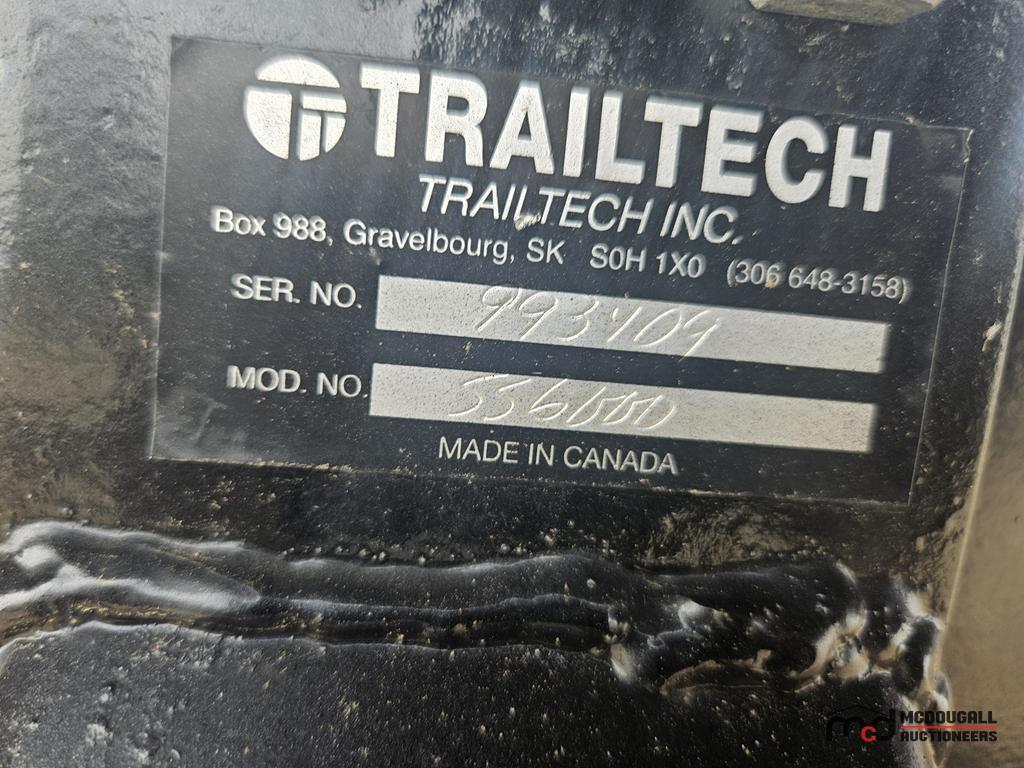 TRAILTECH
TRAILTECH INC.
Box 988, Gravelbourg, SK S0H 1X0 (306 648-3158)
SER. NO. 993409
MOD. NO. 336000
MADE IN CANADA
mcd MCDOUGALL
AUCTIONEERS